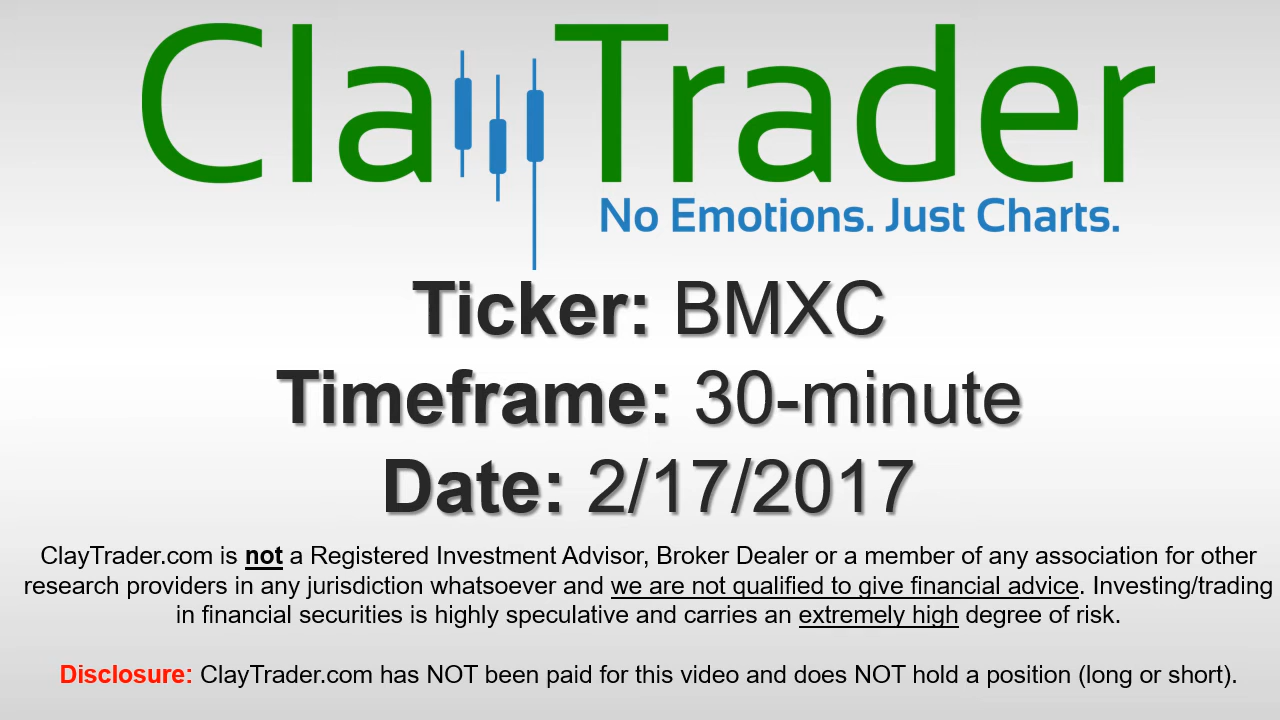 ClayTrader
No Emotions. Just Charts.
Ticker: BMXC
Timeframe: 30-minute
Date: 2/17/2017
ClayTrader.com is not a Registered Investment Advisor, Broker Dealer or a member of any association for other
research providers in any jurisdiction whatsoever and we are not qualified to give financial advice. Investing/trading
in financial securities is highly speculative and carries an extremely high degree of risk.
Disclosure: ClayTrader.com has NOT been paid for this video and does NOT hold a position (long or short).